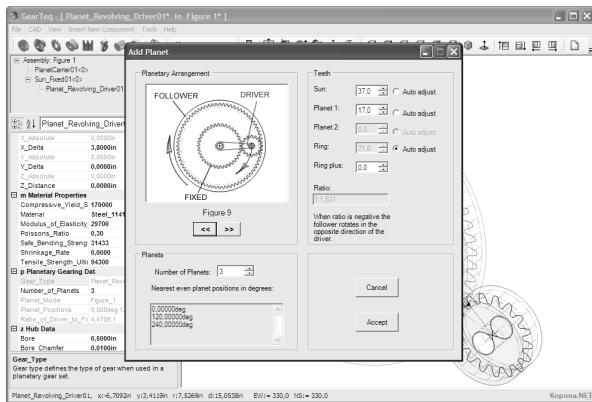 GearTeq - [ Planet_Revolving_Driver01* in Figure 1* ]
File CAD View Insert New Component Tools Help
Assembly: Figure 1
PlanetCarrier01<0>
Sun_Fixed01<0>
Planet_Revolving_Driver01
Planet_Revolving_Driver
X_Absolute 0,0000in
X_Delta 3,8000in
Y_Absolute 0,0000in
Y_Delta 0,0000in
Z_Absolute 0,0000in
Z_Distance 0,0000in
m Material Properties
Compressive_Yield_S 170000
Material Steel_1141
Modulus_of_Elasticity 29700
Poissons_Ratio 0,30
Safe_Bending_Streng 31433
Shrinkage_Rate 0,0000
Tensile_Strength_Ulti 94300
p Planetary Gearing Dat
Gear_Type Planet_Revo
Number_of_Planets 3
Planet_Mode Figure_1
Planet_Positions 0,000deg 12
Ratio_of_Driver_to_Fo 4,4706:1
z Hub Data
Bore 0,5000in
Bore_Chamfer 0,0100in
Gear_Type
Gear type defines the type of gear when used in a
planetary gear set.
Planet_Revolving_Driver01, x:-6,7092in y:3,4119in r:7,5269in d:15,0538in EW:= 330,0 NS:= 330,0
Kopona.NET
Add Planet
Planetary Arrangement
FOLLOWER
DRIVER
FIXED
Figure 9
<< >>
Planets
Number of Planets: 3
Nearest even planet positions in degrees:
0,00000deg
120,00000deg
240,00000deg
Teeth
Sun: 37,0 Auto adjust
Planet 1: 17,0 Auto adjust
Planet 2: 0,0 Auto adjust
Ring: 71,0 Auto adjust
Ring plus: 0,0
Ratio:
1:1,521
When ratio is negative the
follower rotates in the
opposite direction of the
driver.
Cancel
Accept